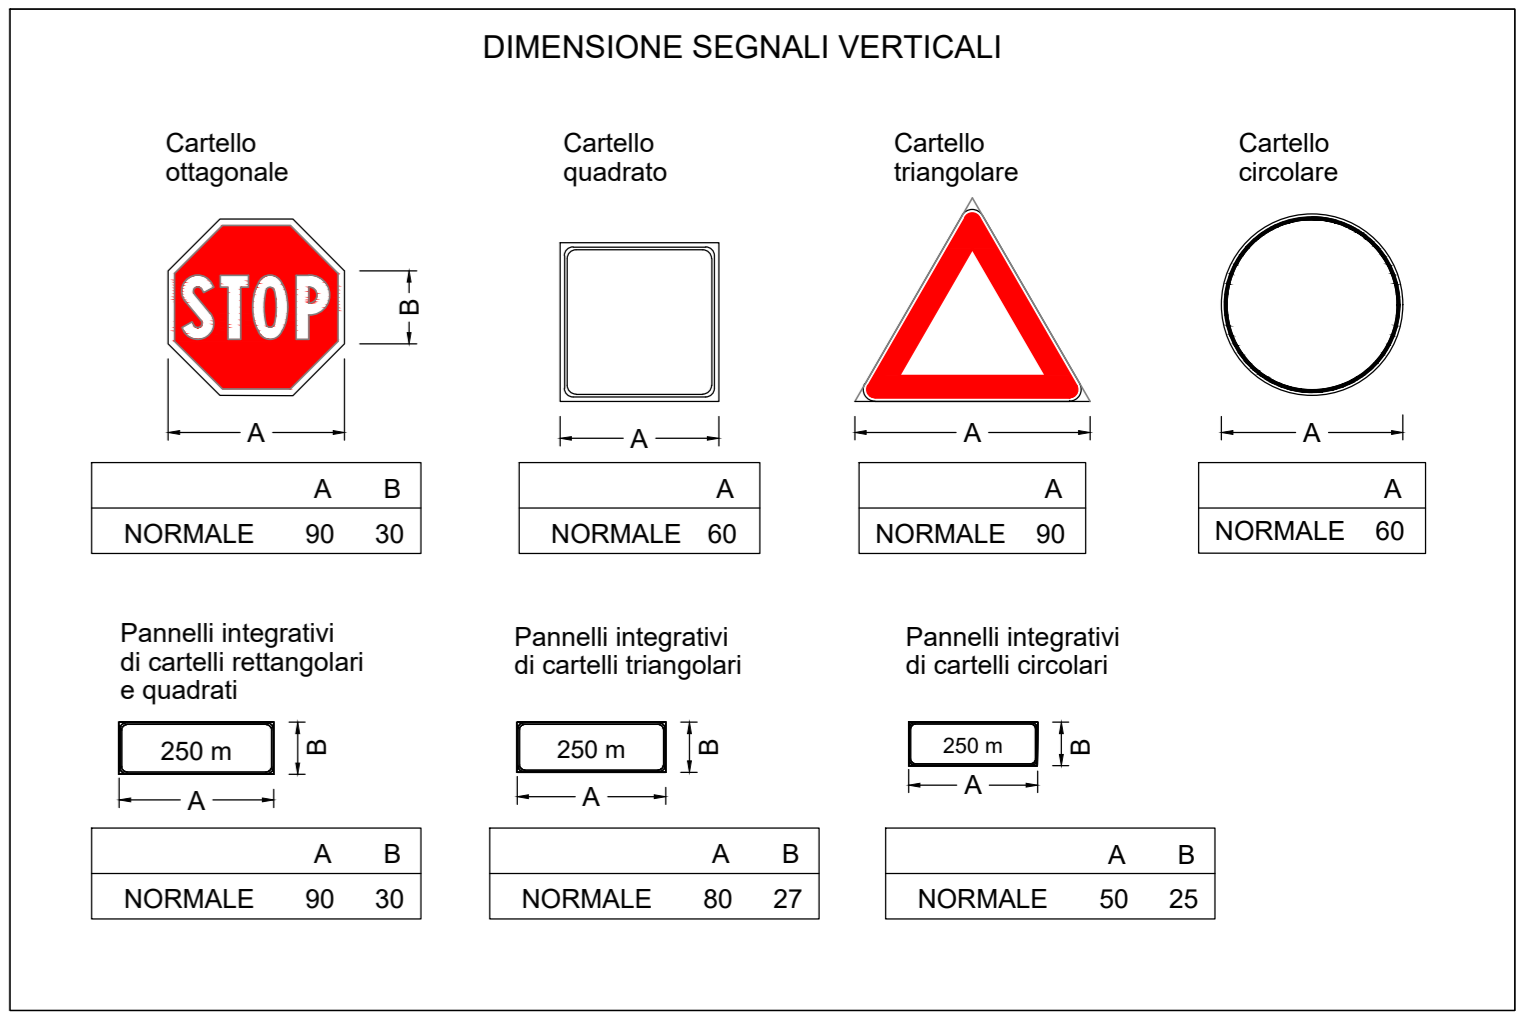 DIMENSIONE SEGNALI VERTICALI
Cartello
ottagonale
STOP
B
A
A B
NORMALE 90 30
Cartello
quadrato
A
A
NORMALE 60
Cartello
triangolare
A
A
NORMALE 90
Cartello
circolare
A
A
NORMALE 60
Pannelli integrativi
di cartelli rettangolari
e quadrati
250 m
B
A
A B
NORMALE 90 30
Pannelli integrativi
di cartelli triangolari
250 m
B
A
A B
NORMALE 80 27
Pannelli integrativi
di cartelli circolari
250 m
B
A
A B
NORMALE 50 25